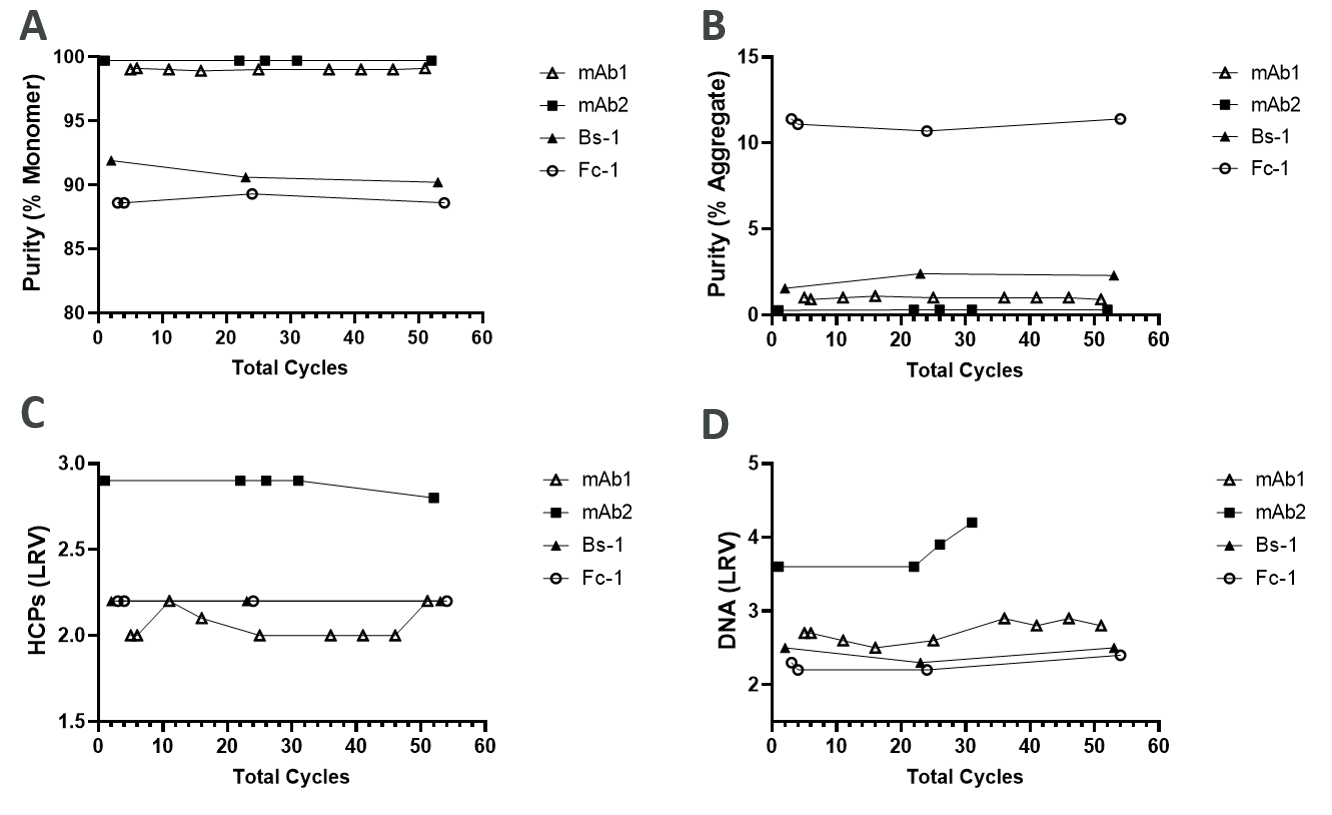 A
Purity (% Monomer)
100
95
90
85
80
0 10 20 30 40 50 60
Total Cycles
mAb1
mAb2
Bs-1
Fc-1
B
Purity (% Aggregate)
15
10
5
0
0 10 20 30 40 50 60
Total Cycles
mAb1
mAb2
Bs-1
Fc-1
C
HCPs (LRV)
3.0
2.5
2.0
1.5
0 10 20 30 40 50 60
Total Cycles
mAb1
mAb2
Bs-1
Fc-1
D
DNA (LRV)
5
4
3
2
0 10 20 30 40 50 60
Total Cycles
mAb1
mAb2
Bs-1
Fc-1